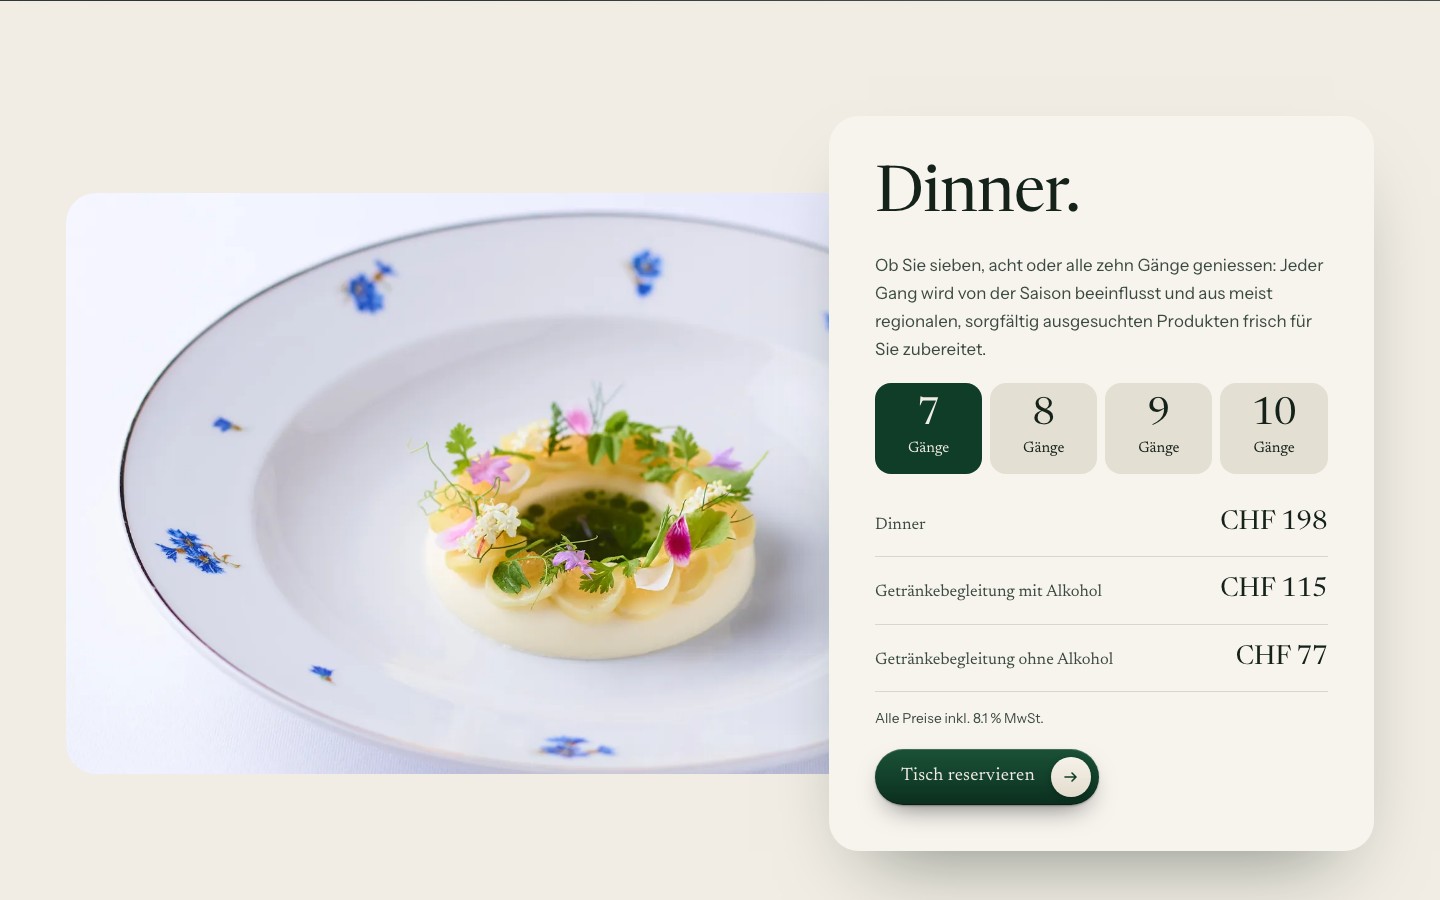 Dinner.
Ob Sie sieben, acht oder alle zehn Gänge geniessen: Jeder
Gang wird von der Saison beeinflusst und aus meist
regionalen, sorgfältig ausgesuchten Produkten frisch für
Sie zubereitet.
7 8 9 10
Gänge Gänge Gänge Gänge
Dinner CHF 198
Getränkebegleitung mit Alkohol CHF 115
Getränkebegleitung ohne Alkohol CHF 77
Alle Preise inkl. 8.1 % MwSt.
Tisch reservieren